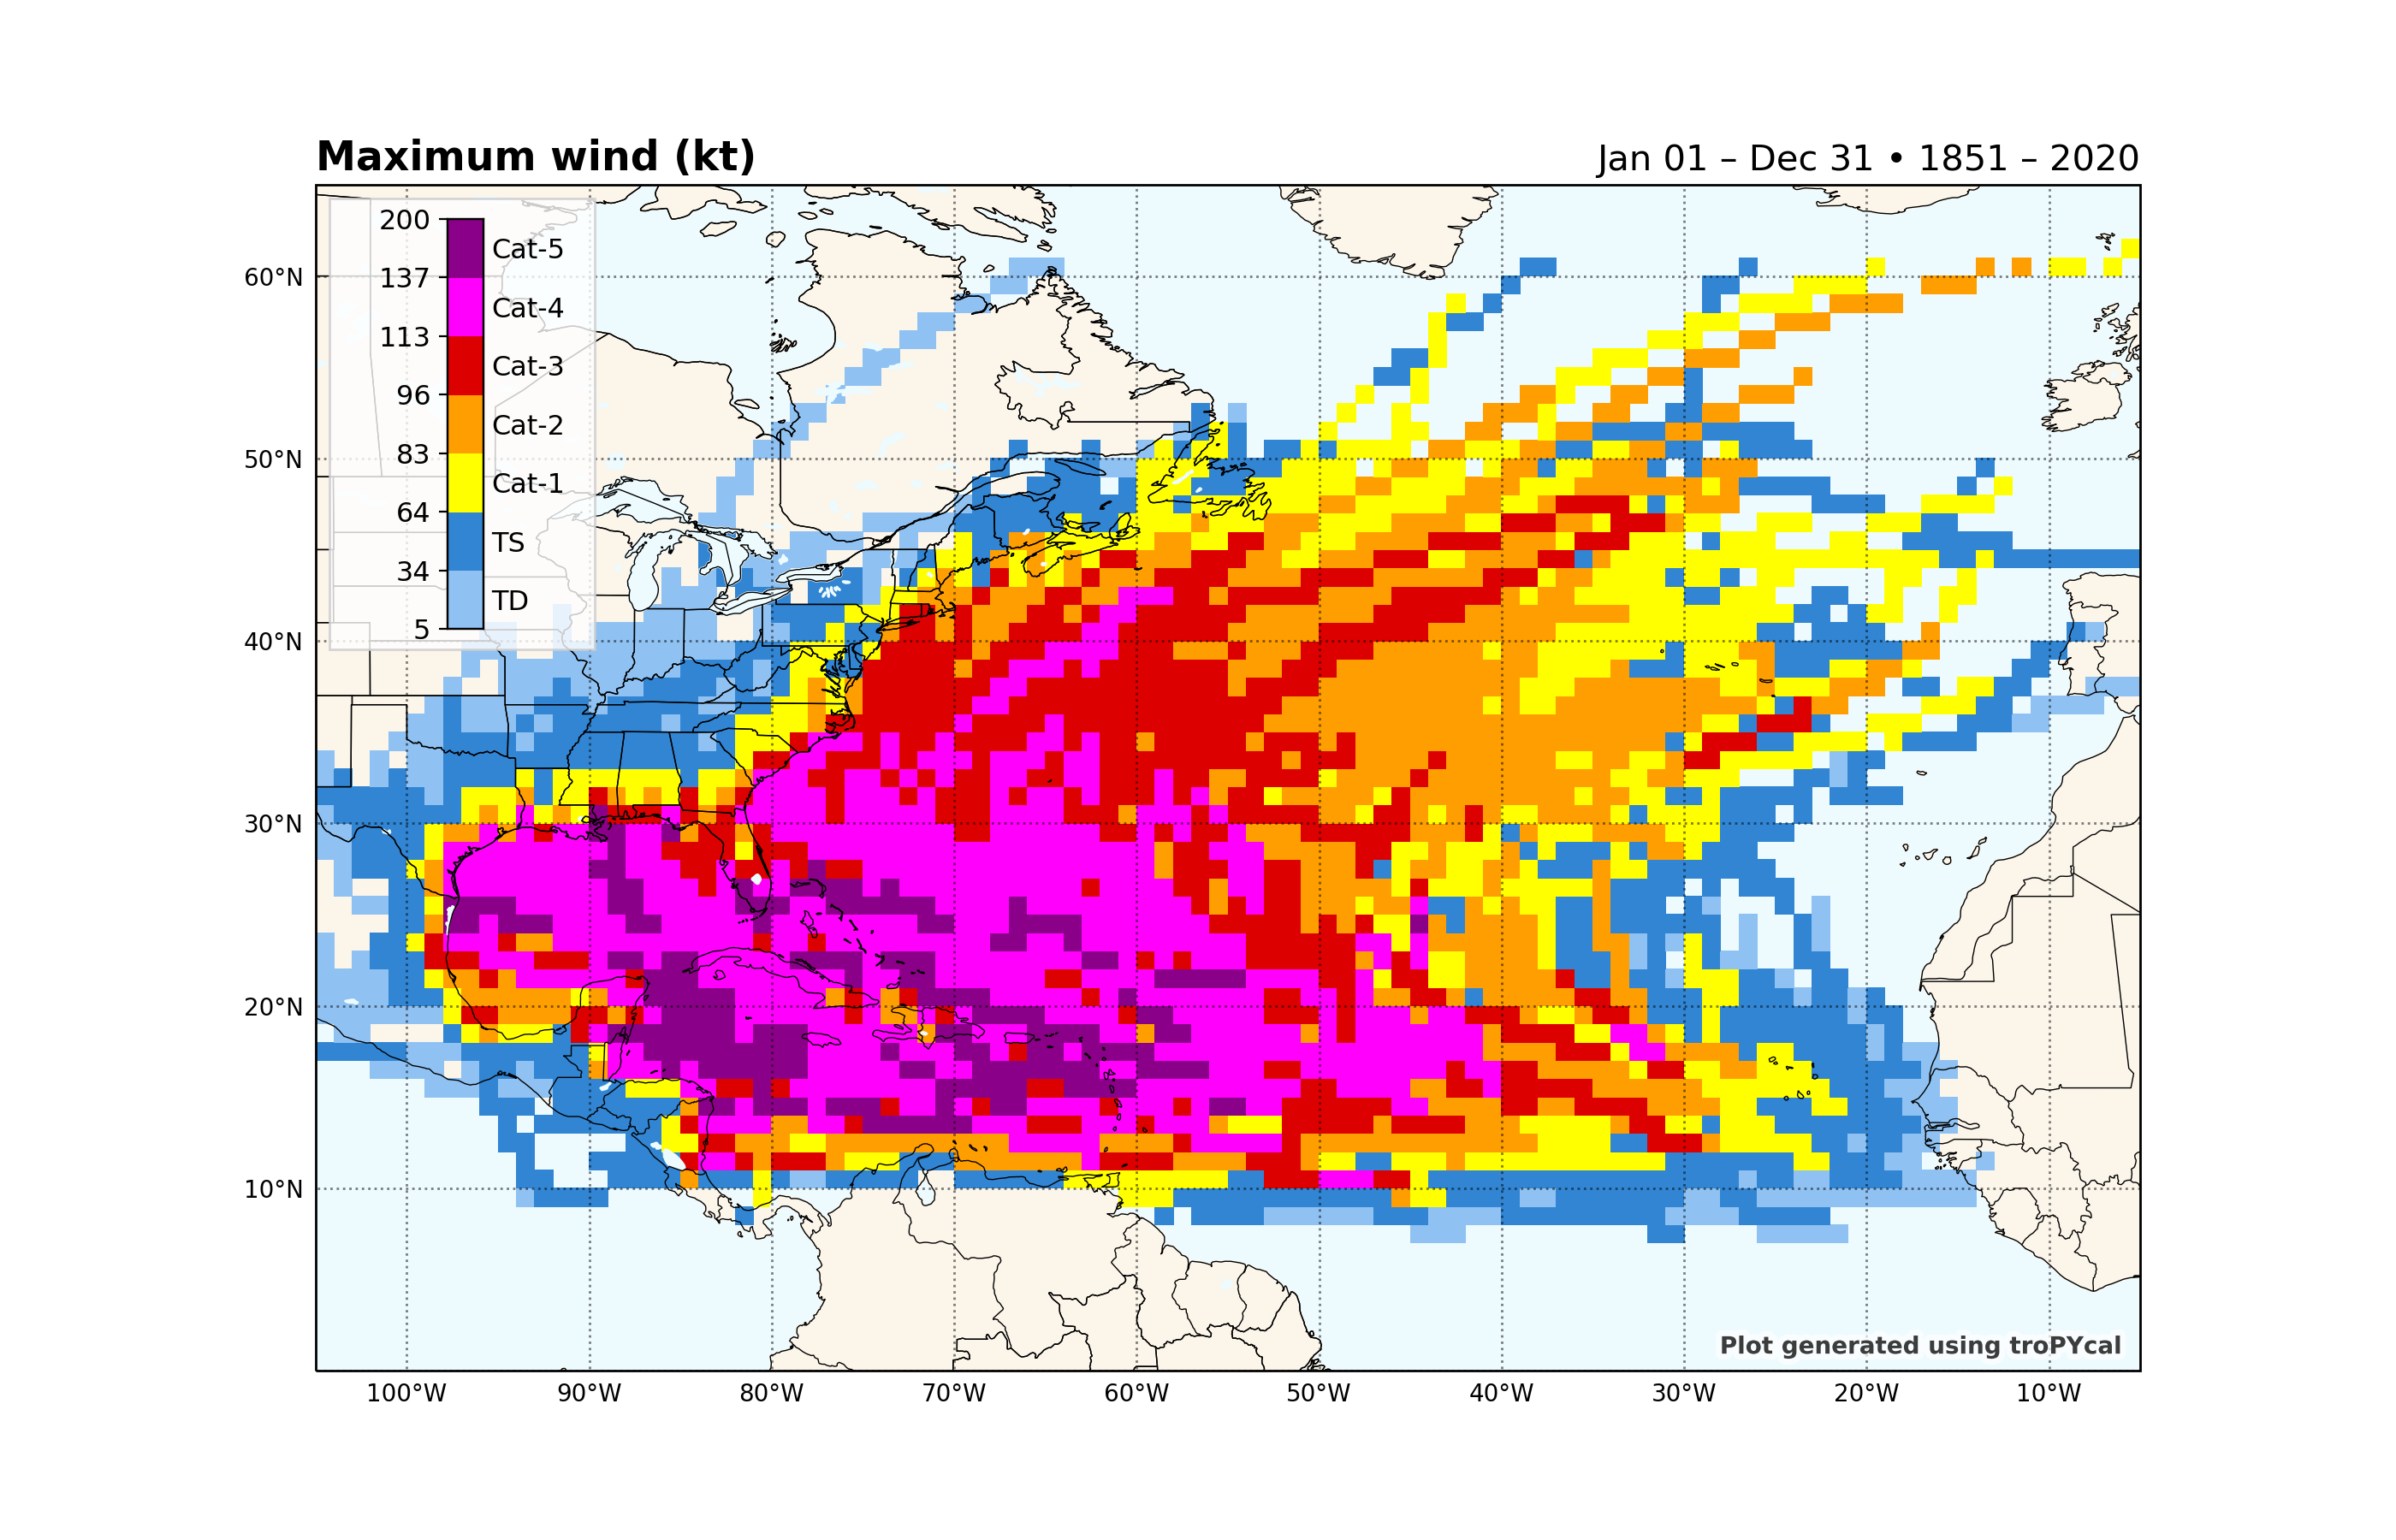 Maximum wind (kt)
Jan 01 – Dec 31 • 1851 – 2020
200
Cat-5
137
Cat-4
113
Cat-3
96
Cat-2
83
Cat-1
64
TS
34
TD
5
60°N
50°N
40°N
30°N
20°N
10°N
Plot generated using troPYcal
100°W 90°W 80°W 70°W 60°W 50°W 40°W 30°W 20°W 10°W